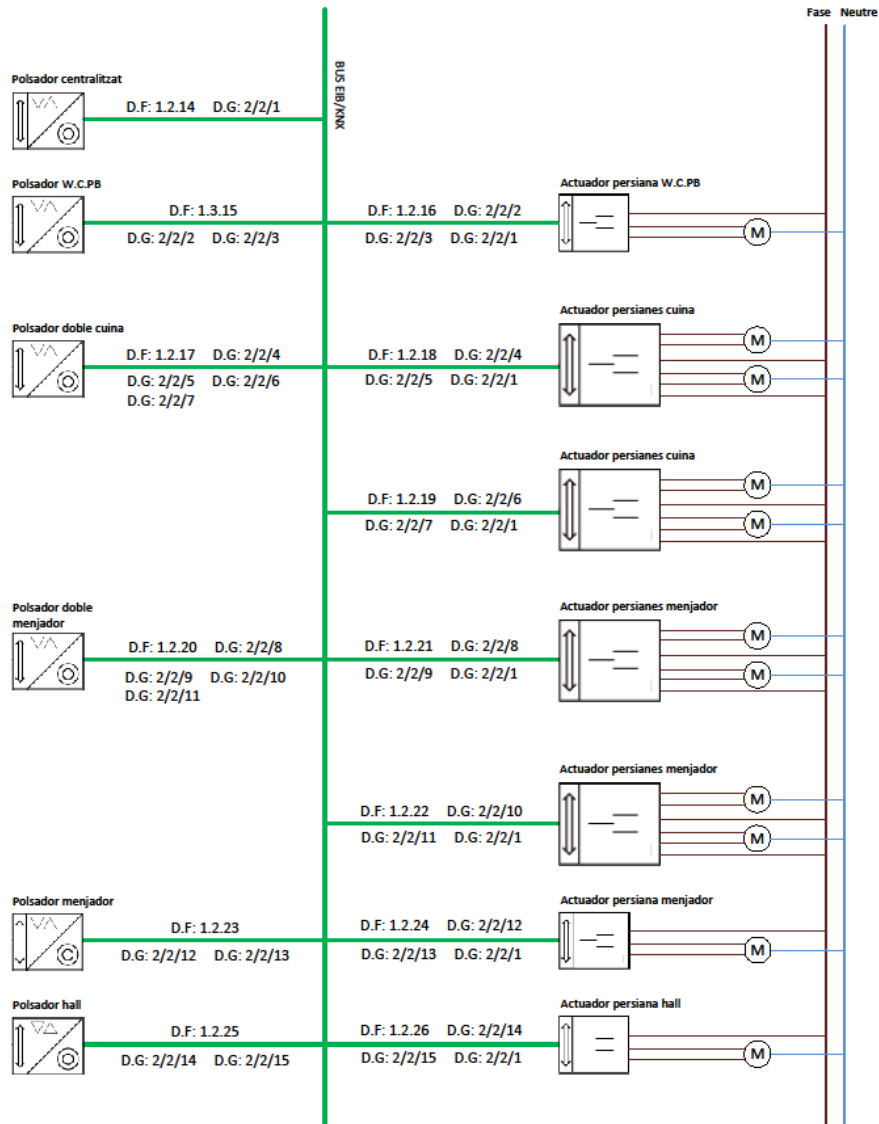 Fase Neutre
BUS EIB/KNX
Polsador centralitzat
D.F: 1.2.14 D.G: 2/2/1
Polsador W.C.PB
D.F: 1.3.15
D.G: 2/2/2 D.G: 2/2/3
Actuador persiana W.C.PB
D.F: 1.2.16 D.G: 2/2/2
D.G: 2/2/3 D.G: 2/2/1
M
Polsador doble cuina
D.F: 1.2.17 D.G: 2/2/4
D.G: 2/2/5 D.G: 2/2/6
D.G: 2/2/7
Actuador persianes cuina
D.F: 1.2.18 D.G: 2/2/4
D.G: 2/2/5 D.G: 2/2/1
M
M
Actuador persianes cuina
D.F: 1.2.19 D.G: 2/2/6
D.G: 2/2/7 D.G: 2/2/1
M
M
Polsador doble
menjador
D.F: 1.2.20 D.G: 2/2/8
D.G: 2/2/9 D.G: 2/2/10
D.G: 2/2/11
Actuador persianes menjador
D.F: 1.2.21 D.G: 2/2/8
D.G: 2/2/9 D.G: 2/2/1
M
M
Actuador persianes menjador
D.F: 1.2.22 D.G: 2/2/10
D.G: 2/2/11 D.G: 2/2/1
M
M
Polsador menjador
D.F: 1.2.23
D.G: 2/2/12 D.G: 2/2/13
Actuador persiana menjador
D.F: 1.2.24 D.G: 2/2/12
D.G: 2/2/13 D.G: 2/2/1
M
Polsador hall
D.F: 1.2.25
D.G: 2/2/14 D.G: 2/2/15
Actuador persiana hall
D.F: 1.2.26 D.G: 2/2/14
D.G: 2/2/15 D.G: 2/2/1
M